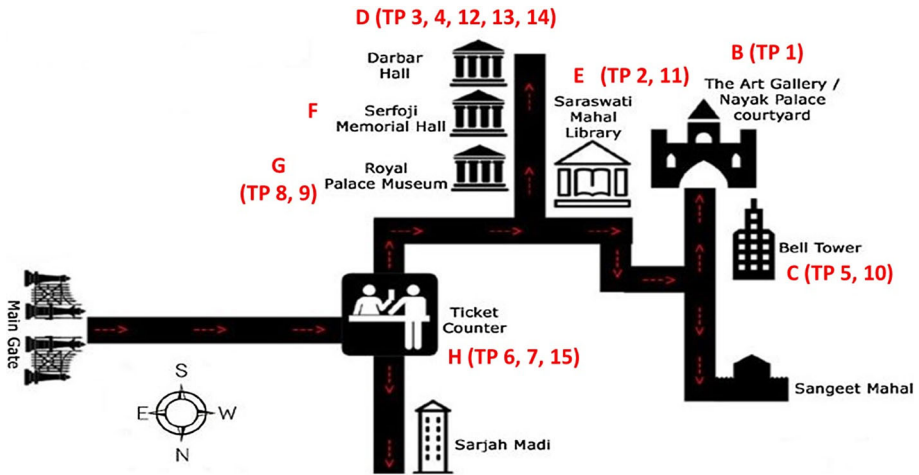 D (TP 3, 4, 12, 13, 14)
Darbar
Hall
F
Serfoji
Memorial Hall
G
(TP 8, 9)
Royal
Palace Museum
E (TP 2, 11)
Saraswati
Mahal
Library
B (TP 1)
The Art Gallery /
Nayak Palace
courtyard
Bell Tower
C (TP 5, 10)
Main Gate
Ticket
Counter
H (TP 6, 7, 15)
Sangeet Mahal
Sarjah Madi
S
E
W
N